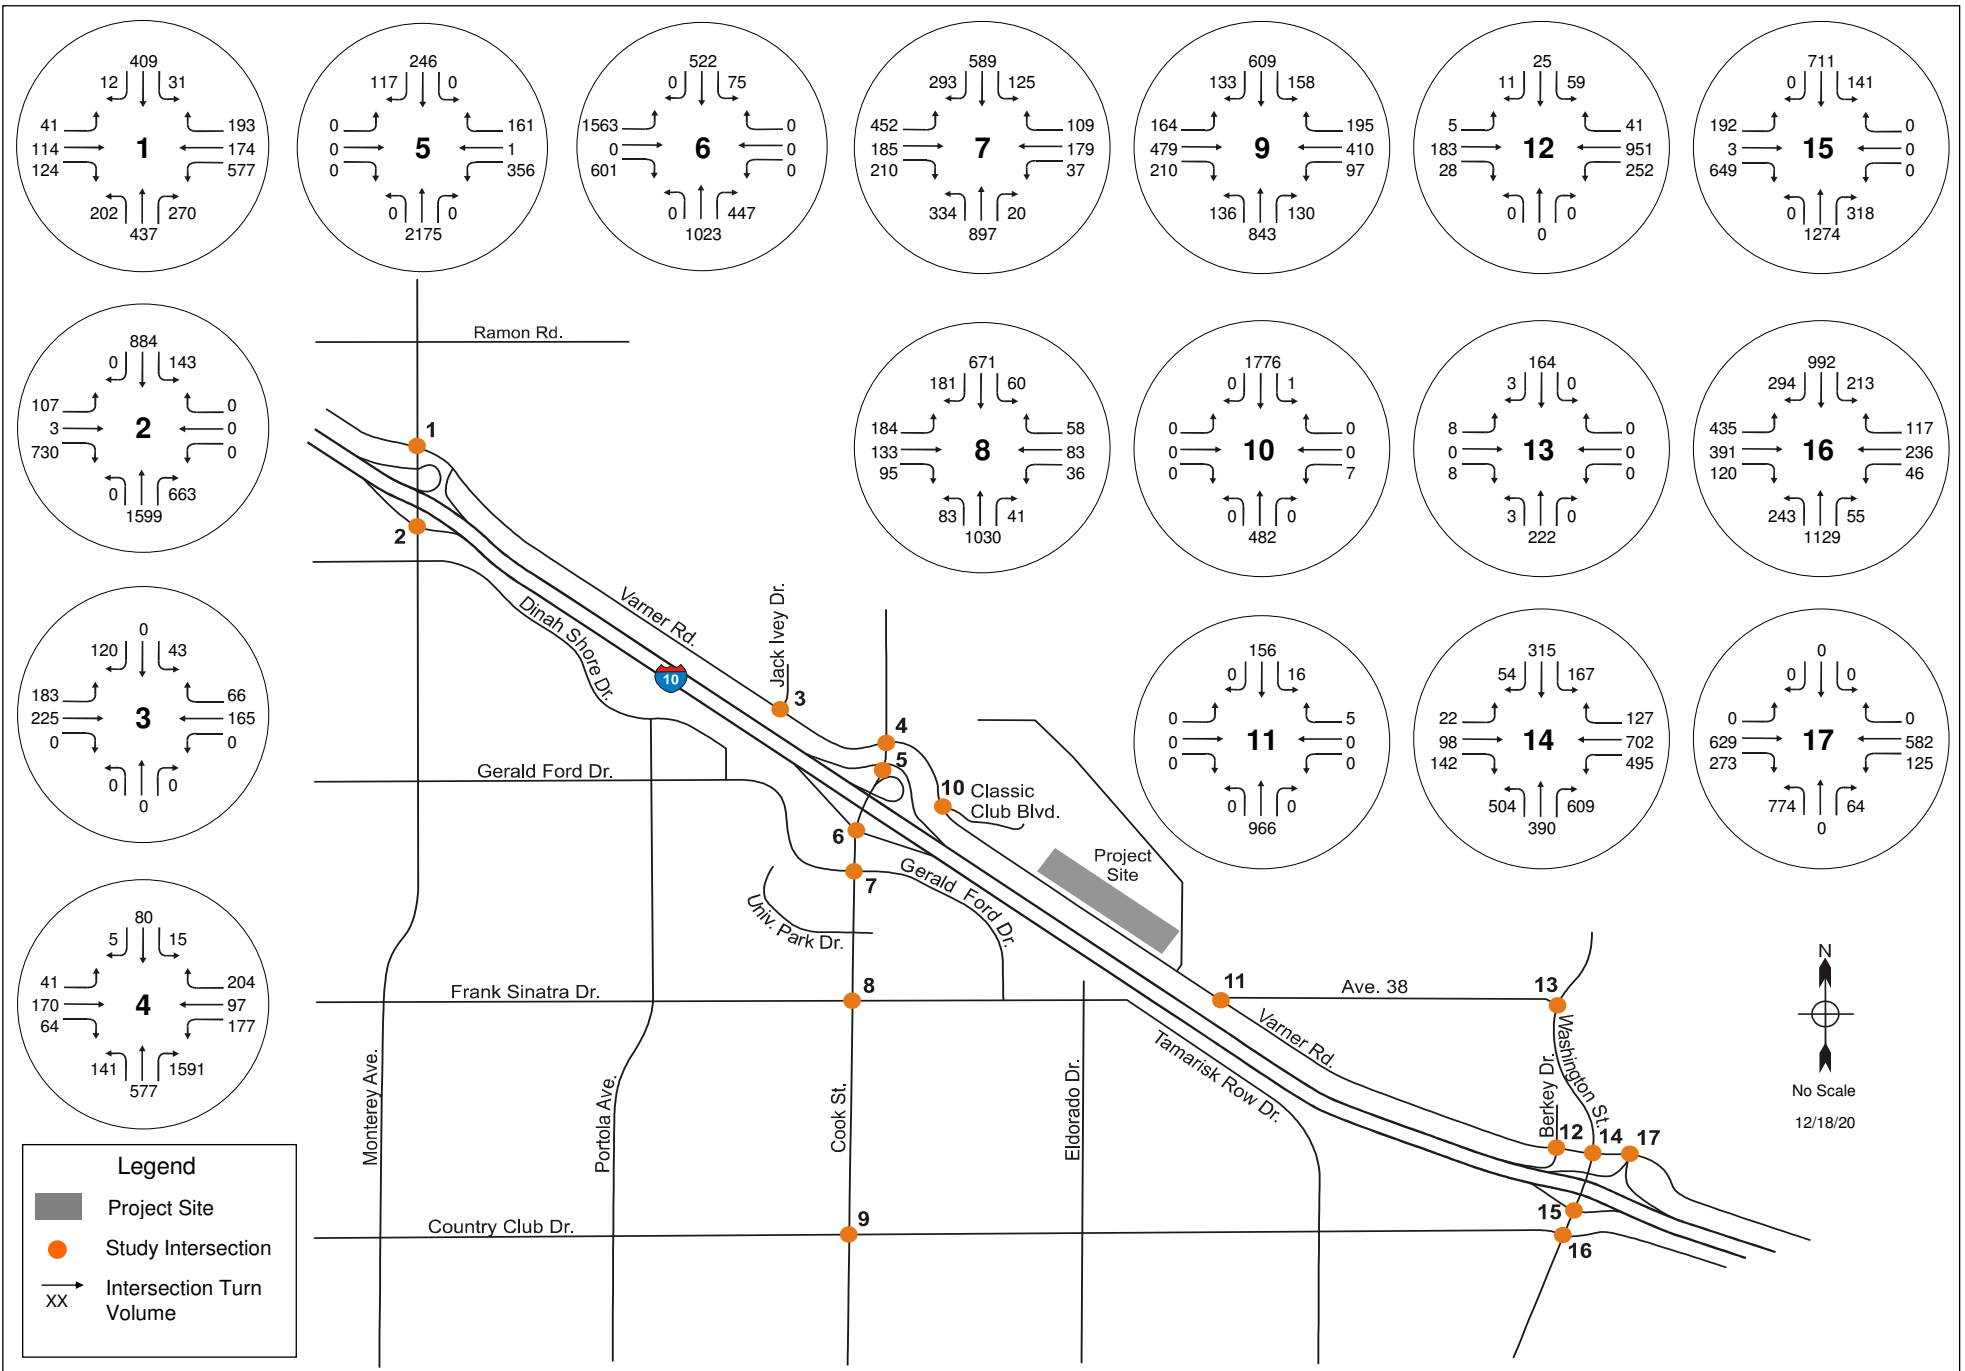 409
12 31
41 193
114 1 174
124 577
202 270
437
246
117 0
0 161
0 5 1
0 356
0 0
2175
522
0 75
1563 0
0 6 0
601 0
0 447
1023
589
293 125
452 109
185 7 179
210 37
334 20
897
609
133 158
164 195
479 9 410
210 97
136 130
843
25
11 59
5 41
183 12 951
28 252
0 0
0
711
0 141
192 0
3 15 0
649 0
0 318
1274
884
0 143
107 0
3 2 0
730 0
0 663
1599
671
181 60
184 58
133 8 83
95 36
83 41
1030
1776
0 1
0 0
0 10 0
0 7
0 0
482
164
3 0
8 0
0 13 0
8 0
3 0
222
992
294 213
435 117
391 16 236
120 46
243 55
1129
0
120 43
183 66
225 3 165
0 0
0 0
0
156
0 16
0 5
0 11 0
0 0
0 0
966
315
54 167
22 127
98 14 702
142 495
504 609
390
0
0 0
0 0
629 17 582
273 125
774 64
0
80
5 15
41 204
170 4 97
64 177
141 1591
577
Ramon Rd.
1
2
Varner Rd.
Dinah Shore Dr.
10
Jack Ivey Dr.
3
4
5
Gerald Ford Dr.
10 Classic
Club Blvd.
6
7
Gerald Ford Dr.
Project
Site
Univ. Park Dr.
Frank Sinatra Dr.
8
11
Ave. 38
13
Varner Rd.
Washington St.
Tamarisk Row Dr.
Monterey Ave.
Portola Ave.
Cook St.
Eldorado Dr.
Berkey Dr.
12 14 17
15
16
Country Club Dr.
9
N
No Scale
12/18/20
Legend
Project Site
Study Intersection
XX
Intersection Turn
Volume